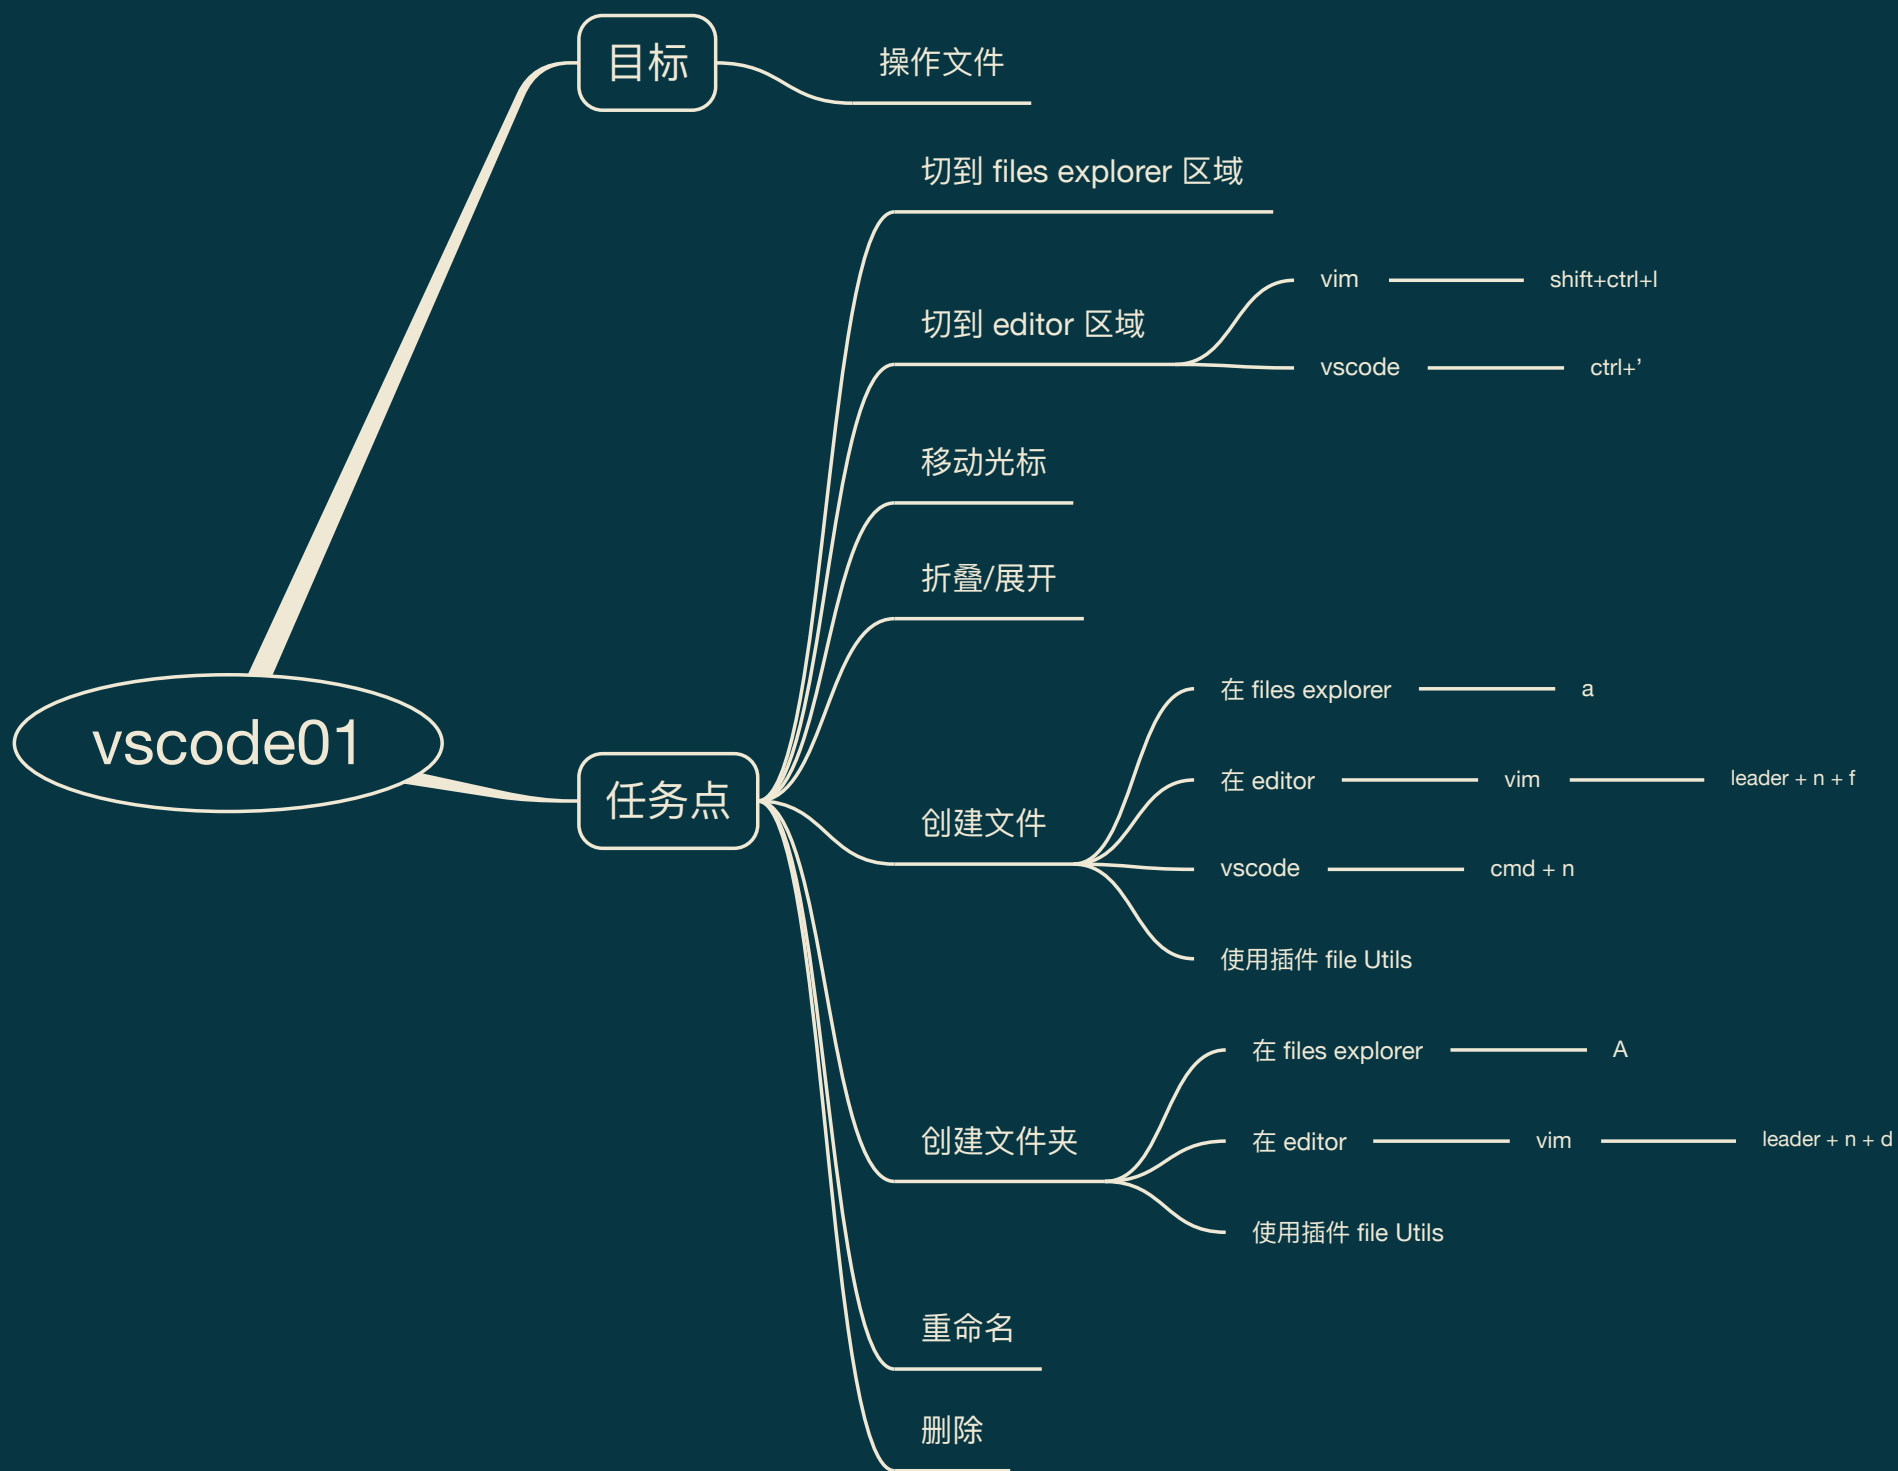 目标
操作文件
切到 files explorer 区域
切到 editor 区域
vim
shift+ctrl+l
vscode
ctrl+’
移动光标
折叠/展开
vscode01
任务点
创建文件
在 files explorer
a
在 editor
vim
leader + n + f
vscode
cmd + n
使用插件 file Utils
创建文件夹
在 files explorer
A
在 editor
vim
leader + n + d
使用插件 file Utils
重命名
删除